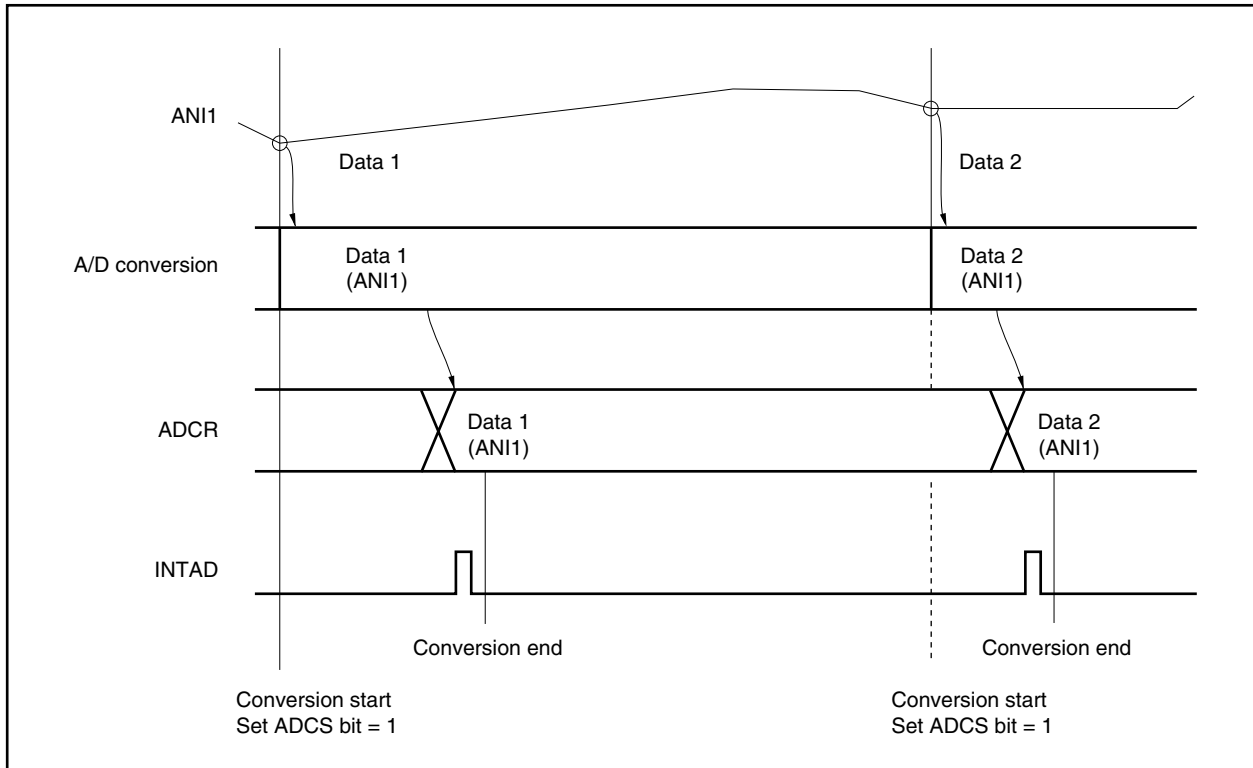 ANI1
Data 1
Data 2
A/D conversion
Data 1
(ANI1)
Data 2
(ANI1)
ADCR
Data 1
(ANI1)
Data 2
(ANI1)
INTAD
Conversion end
Conversion end
Conversion start
Set ADCS bit = 1
Conversion start
Set ADCS bit = 1